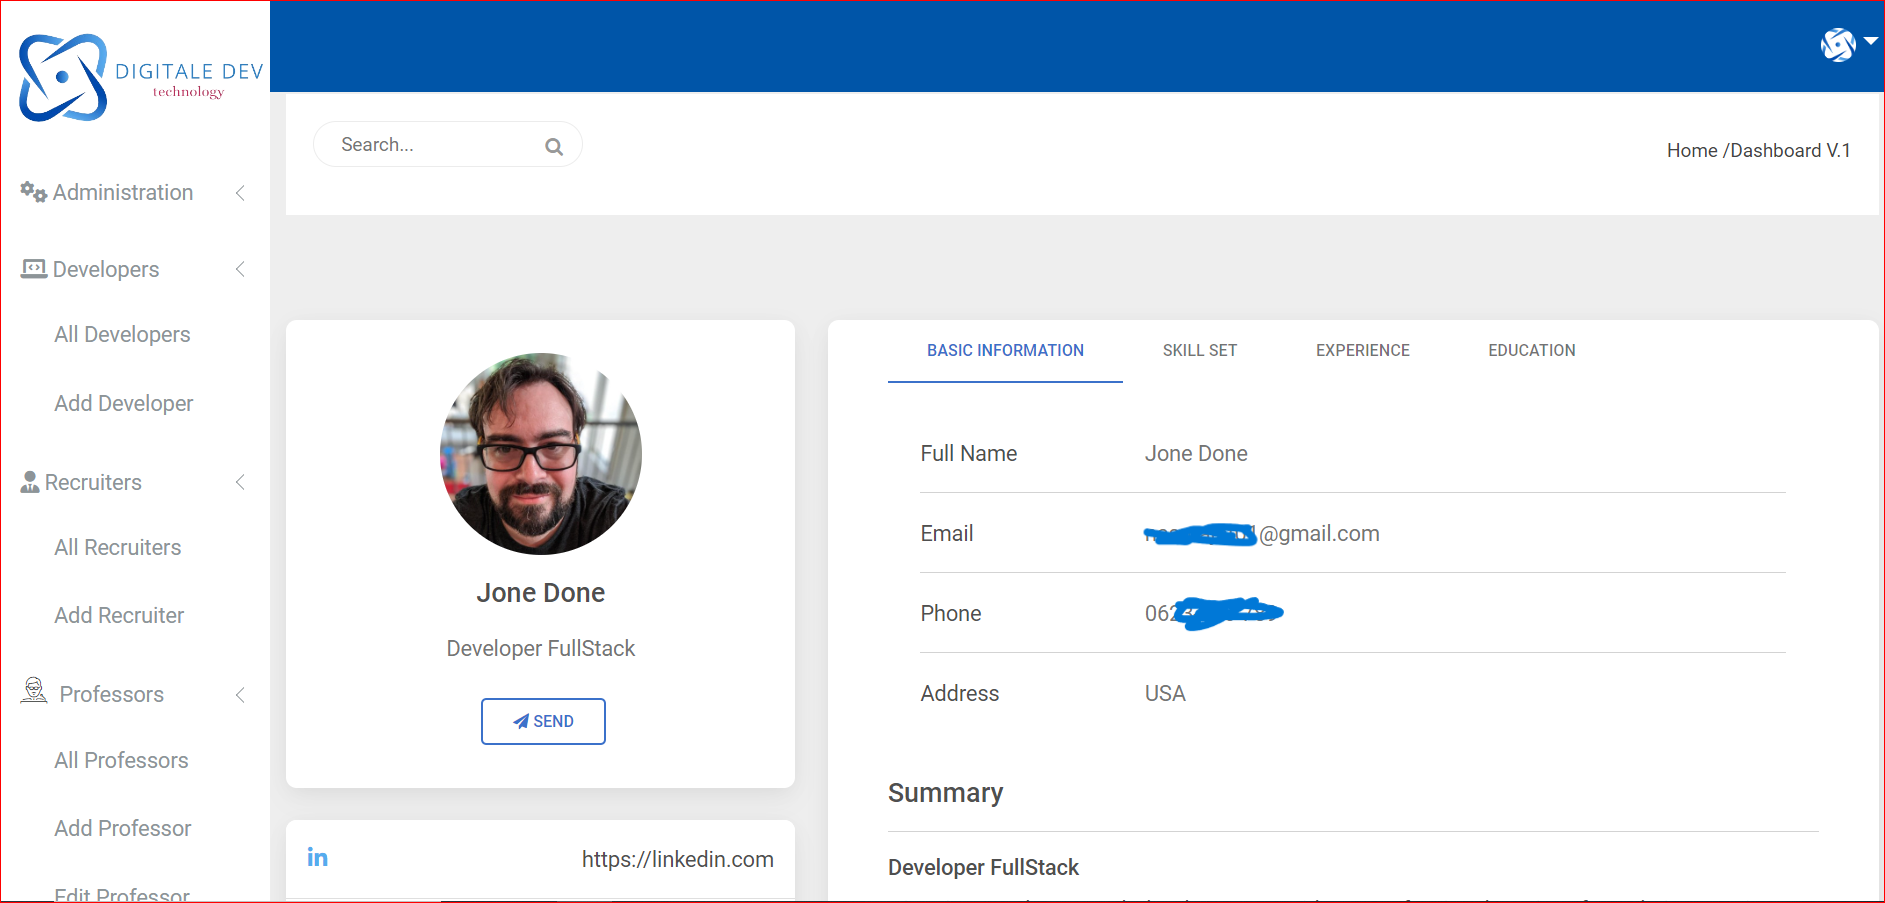 DIGITALE DEV
technology
Administration
Developers
All Developers
Add Developer
Recruiters
All Recruiters
Add Recruiter
Professors
All Professors
Add Professor
Edit Professor
Search...
Home /Dashboard V.1
Jone Done
Developer FullStack
SEND
in
https://linkedin.com
BASIC INFORMATION SKILL SET EXPERIENCE EDUCATION
Full Name Jone Done
Email @gmail.com
Phone 062
Address USA
Summary
Developer FullStack